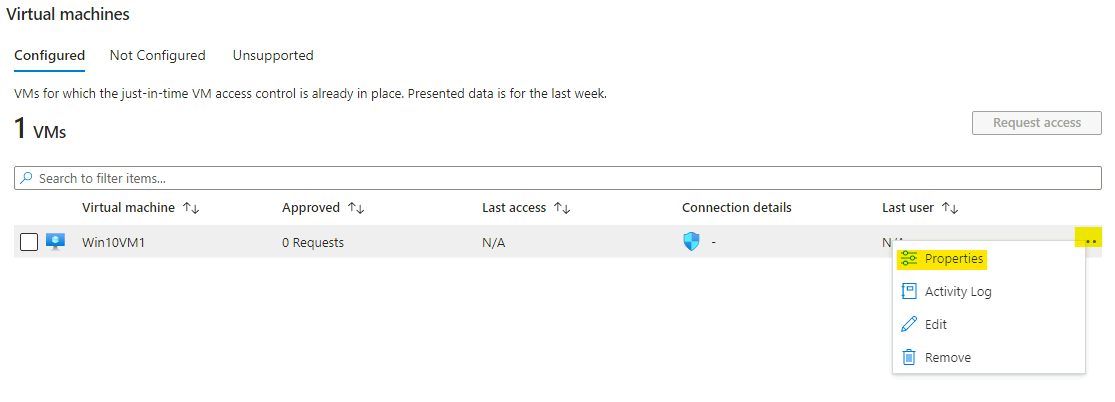 Virtual machines
Configured Not Configured Unsupported
VMs for which the just-in-time VM access control is already in place. Presented data is for the last week.
1 VMs
Request access
Search to filter items...
Virtual machine Approved Last access Connection details Last user
Win10VM1 0 Requests N/A - N/A
Properties
Activity Log
Edit
Remove